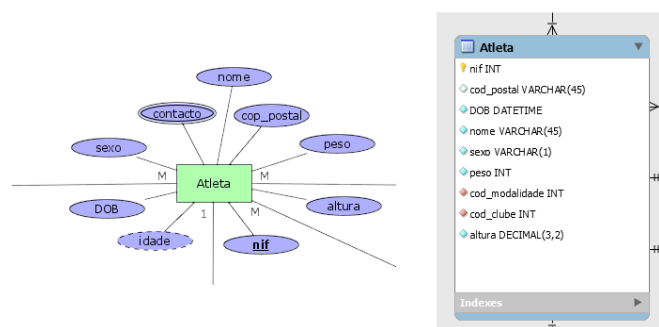 nome
contacto
cop_postal
sexo
peso
M
Atleta
M
DOB
altura
1
M
idade
nif
Atleta
nif INT
cod_postal VARCHAR(45)
DOB DATETIME
nome VARCHAR(45)
sexo VARCHAR(1)
peso INT
cod_modalidade INT
cod_clube INT
altura DECIMAL(3,2)
Indexes